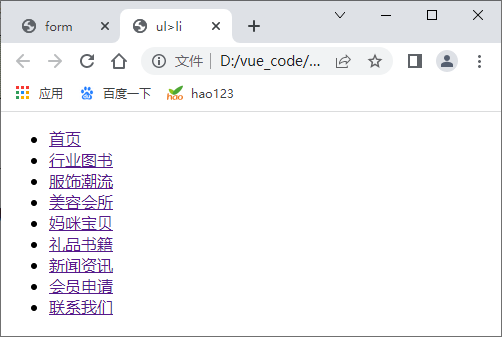 form
ul>li
文件 | D:/vue_code/...
应用 百度一下 hao123
首页
行业图书
服饰潮流
美容会所
妈咪宝贝
礼品书籍
新闻资讯
会员申请
联系我们